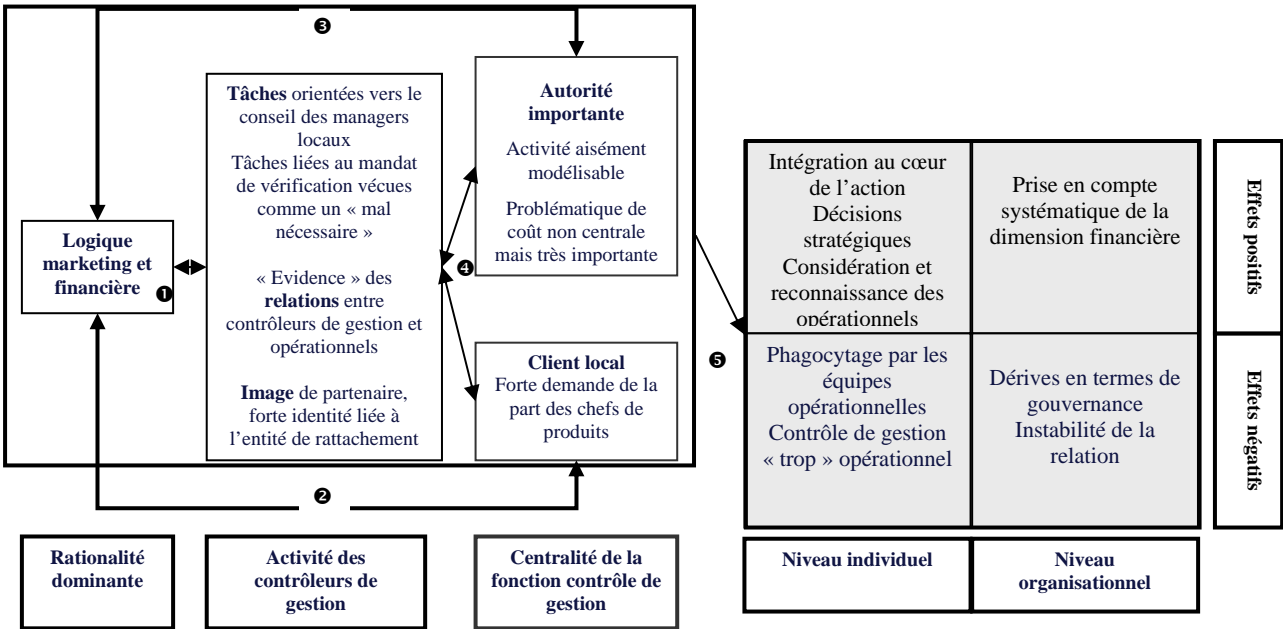 ❸
Logique
marketing et
financière
❶
Tâches orientées vers le
conseil des managers
locaux
Tâches liées au mandat
de vérification vécues
comme un « mal
nécessaire »
« Evidence » des
relations entre
contrôleurs de gestion et
opérationnels
Image de partenaire,
forte identité liée à
l’entité de rattachement
Autorité
importante
Activité aisément
modélisable
Problématique de
coût non centrale
mais très importante
❹
Client local
Forte demande de la
part des chefs de
produits
❷
❺
Intégration au cœur
de l’action
Décisions
stratégiques
Considération et
reconnaissance des
opérationnels
Prise en compte
systématique de la
dimension financière
Effets positifs
Phagocytage par les
équipes
opérationnelles
Contrôle de gestion
« trop » opérationnel
Dérives en termes de
gouvernance
Instabilité de la
relation
Effets négatifs
Rationalité
dominante
Activité des
contrôleurs de
gestion
Centralité de la
fonction contrôle de
gestion
Niveau individuel
Niveau
organisationnel